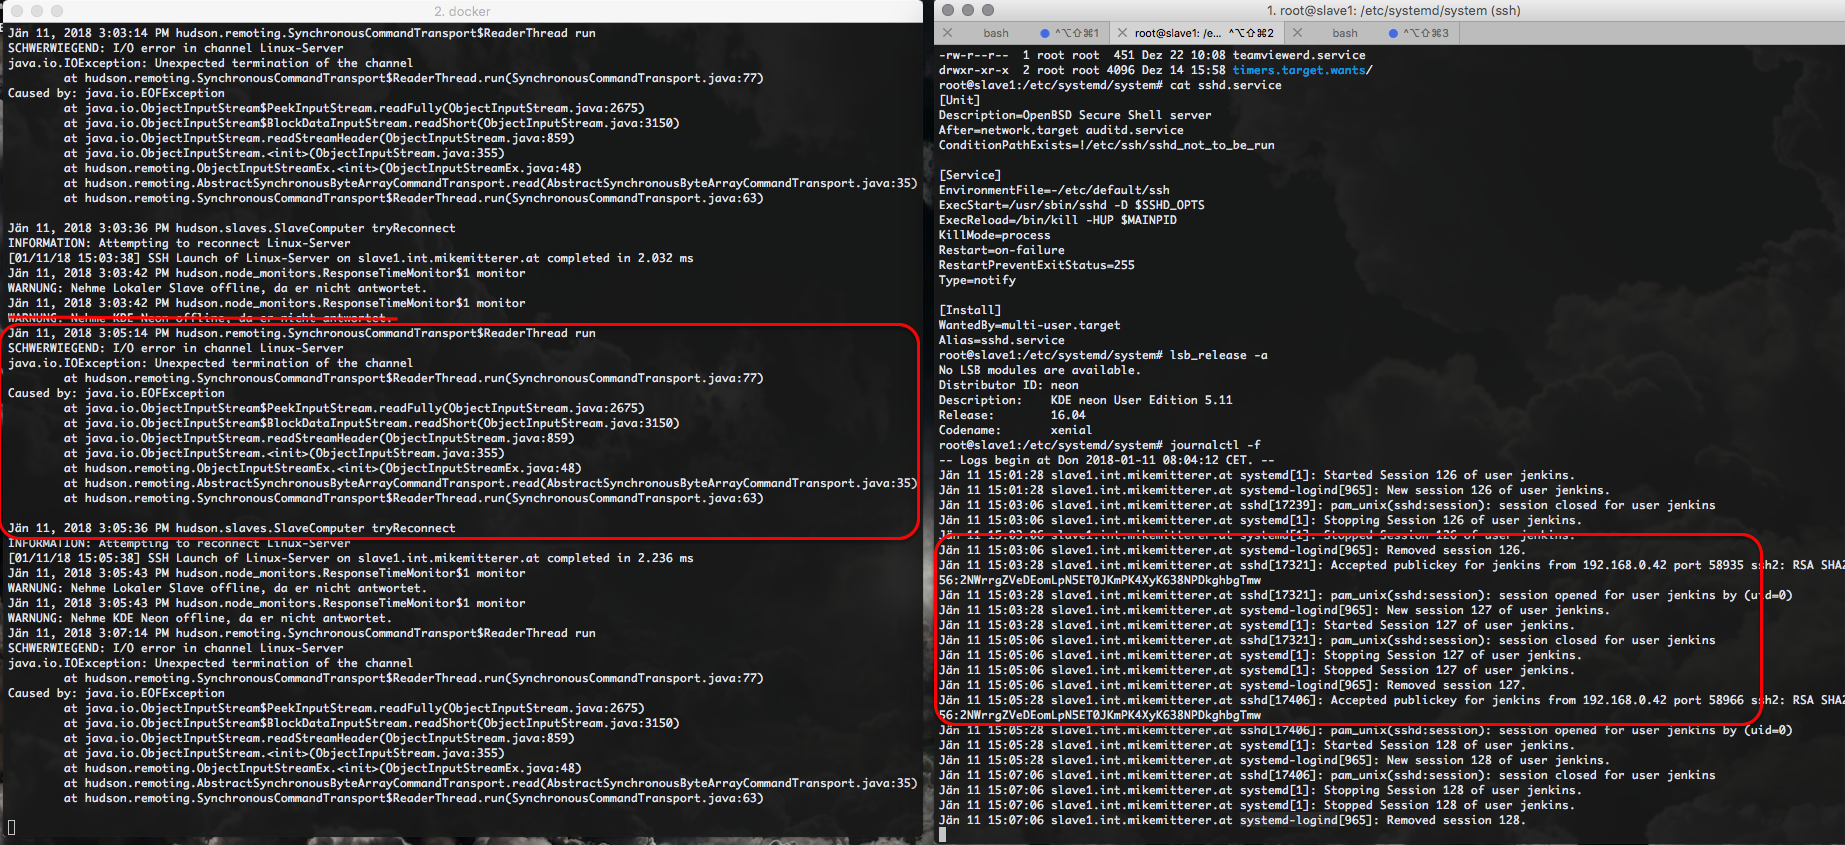 2. docker
Jän 11, 2018 3:03:14 PM hudson.remoting.SynchronousCommandTransport$ReaderThread run
SCHWERWIEGEND: I/O error in channel Linux-Server
java.io.IOException: Unexpected termination of the channel
at hudson.remoting.SynchronousCommandTransport$ReaderThread.run(SynchronousCommandTransport.java:77)
Caused by: java.io.EOFException
at java.io.ObjectInputStream$PeekInputStream.readFully(ObjectInputStream.java:2675)
at java.io.ObjectInputStream$BlockDataInputStream.readShort(ObjectInputStream.java:3150)
at java.io.ObjectInputStream.readStreamHeader(ObjectInputStream.java:859)
at java.io.ObjectInputStream.<init>(ObjectInputStream.java:355)
at hudson.remoting.ObjectInputStreamEx.<init>(ObjectInputStreamEx.java:48)
at hudson.remoting.AbstractSynchronousByteArrayCommandTransport.read(AbstractSynchronousByteArrayCommandTransport.java:35)
at hudson.remoting.SynchronousCommandTransport$ReaderThread.run(SynchronousCommandTransport.java:63)
Jän 11, 2018 3:03:36 PM hudson.slaves.SlaveComputer tryReconnect
INFORMATION: Attempting to reconnect Linux-Server
[01/11/18 15:03:38] SSH Launch of Linux-Server on slave1.int.mikemitterer.at completed in 2.032 ms
Jän 11, 2018 3:03:42 PM hudson.node_monitors.ResponseTimeMonitor$1 monitor
WARNUNG: Nehme Lokaler Slave offline, da er nicht antwortet.
Jän 11, 2018 3:03:42 PM hudson.node_monitors.ResponseTimeMonitor$1 monitor
WARNUNG: Nehme KDE Neon offline, da er nicht antwortet.
Jän 11, 2018 3:05:14 PM hudson.remoting.SynchronousCommandTransport$ReaderThread run
SCHWERWIEGEND: I/O error in channel Linux-Server
java.io.IOException: Unexpected termination of the channel
at hudson.remoting.SynchronousCommandTransport$ReaderThread.run(SynchronousCommandTransport.java:77)
Caused by: java.io.EOFException
at java.io.ObjectInputStream$PeekInputStream.readFully(ObjectInputStream.java:2675)
at java.io.ObjectInputStream$BlockDataInputStream.readShort(ObjectInputStream.java:3150)
at java.io.ObjectInputStream.readStreamHeader(ObjectInputStream.java:859)
at java.io.ObjectInputStream.<init>(ObjectInputStream.java:355)
at hudson.remoting.ObjectInputStreamEx.<init>(ObjectInputStreamEx.java:48)
at hudson.remoting.AbstractSynchronousByteArrayCommandTransport.read(AbstractSynchronousByteArrayCommandTransport.java:35)
at hudson.remoting.SynchronousCommandTransport$ReaderThread.run(SynchronousCommandTransport.java:63)
Jän 11, 2018 3:05:36 PM hudson.slaves.SlaveComputer tryReconnect
INFORMATION: Attempting to reconnect Linux-Server
[01/11/18 15:05:38] SSH Launch of Linux-Server on slave1.int.mikemitterer.at completed in 2.236 ms
Jän 11, 2018 3:05:43 PM hudson.node_monitors.ResponseTimeMonitor$1 monitor
WARNUNG: Nehme Lokaler Slave offline, da er nicht antwortet.
Jän 11, 2018 3:05:43 PM hudson.node_monitors.ResponseTimeMonitor$1 monitor
WARNUNG: Nehme KDE Neon offline, da er nicht antwortet.
Jän 11, 2018 3:07:14 PM hudson.remoting.SynchronousCommandTransport$ReaderThread run
SCHWERWIEGEND: I/O error in channel Linux-Server
java.io.IOException: Unexpected termination of the channel
at hudson.remoting.SynchronousCommandTransport$ReaderThread.run(SynchronousCommandTransport.java:77)
Caused by: java.io.EOFException
at java.io.ObjectInputStream$PeekInputStream.readFully(ObjectInputStream.java:2675)
at java.io.ObjectInputStream$BlockDataInputStream.readShort(ObjectInputStream.java:3150)
at java.io.ObjectInputStream.readStreamHeader(ObjectInputStream.java:859)
at java.io.ObjectInputStream.<init>(ObjectInputStream.java:355)
at hudson.remoting.ObjectInputStreamEx.<init>(ObjectInputStreamEx.java:48)
at hudson.remoting.AbstractSynchronousByteArrayCommandTransport.read(AbstractSynchronousByteArrayCommandTransport.java:35)
at hudson.remoting.SynchronousCommandTransport$ReaderThread.run(SynchronousCommandTransport.java:63)
1. root@slave1: /etc/systemd/system (ssh)
bash ^⌥⇧⌘1 root@slave1: /e... ^⌥⇧⌘2 bash ^⌥⇧⌘3
-rw-r--r-- 1 root root 451 Dez 22 10:08 teamviewerd.service
drwxr-xr-x 2 root root 4096 Dez 14 15:58 timers.target.wants/
root@slave1:/etc/systemd/system# cat sshd.service
[Unit]
Description=OpenBSD Secure Shell server
After=network.target auditd.service
ConditionPathExists=!/etc/ssh/sshd_not_to_be_run
[Service]
EnvironmentFile=-/etc/default/ssh
ExecStart=/usr/sbin/sshd -D $SSHD_OPTS
ExecReload=/bin/kill -HUP $MAINPID
KillMode=process
Restart=on-failure
RestartPreventExitStatus=255
Type=notify
[Install]
WantedBy=multi-user.target
Alias=sshd.service
root@slave1:/etc/systemd/system# lsb_release -a
No LSB modules are available.
Distributor ID: neon
Description: KDE neon User Edition 5.11
Release: 16.04
Codename: xenial
root@slave1:/etc/systemd/system# journalctl -f
-- Logs begin at Don 2018-01-11 08:04:12 CET. --
Jän 11 15:01:28 slave1.int.mikemitterer.at systemd[1]: Started Session 126 of user jenkins.
Jän 11 15:01:28 slave1.int.mikemitterer.at systemd-logind[965]: New session 126 of user jenkins.
Jän 11 15:03:06 slave1.int.mikemitterer.at sshd[17239]: pam_unix(sshd:session): session closed for user jenkins
Jän 11 15:03:06 slave1.int.mikemitterer.at systemd[1]: Stopping Session 126 of user jenkins.
Jän 11 15:03:06 slave1.int.mikemitterer.at systemd[1]: Stopped Session 126 of user jenkins.
Jän 11 15:03:06 slave1.int.mikemitterer.at systemd-logind[965]: Removed session 126.
Jän 11 15:03:28 slave1.int.mikemitterer.at sshd[17321]: Accepted publickey for jenkins from 192.168.0.42 port 58935 ssh2: RSA SHA2
56:2NWrrgZVeDEomLpN5ET0JKmPK4XyK638NPDkghbgTmw
Jän 11 15:03:28 slave1.int.mikemitterer.at sshd[17321]: pam_unix(sshd:session): session opened for user jenkins by (uid=0)
Jän 11 15:03:28 slave1.int.mikemitterer.at systemd-logind[965]: New session 127 of user jenkins.
Jän 11 15:03:28 slave1.int.mikemitterer.at systemd[1]: Started Session 127 of user jenkins.
Jän 11 15:05:06 slave1.int.mikemitterer.at sshd[17321]: pam_unix(sshd:session): session closed for user jenkins
Jän 11 15:05:06 slave1.int.mikemitterer.at systemd[1]: Stopping Session 127 of user jenkins.
Jän 11 15:05:06 slave1.int.mikemitterer.at systemd[1]: Stopped Session 127 of user jenkins.
Jän 11 15:05:06 slave1.int.mikemitterer.at systemd-logind[965]: Removed session 127.
Jän 11 15:05:28 slave1.int.mikemitterer.at sshd[17406]: Accepted publickey for jenkins from 192.168.0.42 port 58966 ssh2: RSA SHA2
56:2NWrrgZVeDEomLpN5ET0JKmPK4XyK638NPDkghbgTmw
Jän 11 15:05:28 slave1.int.mikemitterer.at sshd[17406]: pam_unix(sshd:session): session opened for user jenkins by (uid=0)
Jän 11 15:05:28 slave1.int.mikemitterer.at systemd[1]: Started Session 128 of user jenkins.
Jän 11 15:05:28 slave1.int.mikemitterer.at systemd-logind[965]: New session 128 of user jenkins.
Jän 11 15:07:06 slave1.int.mikemitterer.at sshd[17406]: pam_unix(sshd:session): session closed for user jenkins
Jän 11 15:07:06 slave1.int.mikemitterer.at systemd[1]: Stopping Session 128 of user jenkins.
Jän 11 15:07:06 slave1.int.mikemitterer.at systemd[1]: Stopped Session 128 of user jenkins.
Jän 11 15:07:06 slave1.int.mikemitterer.at systemd-logind[965]: Removed session 128.